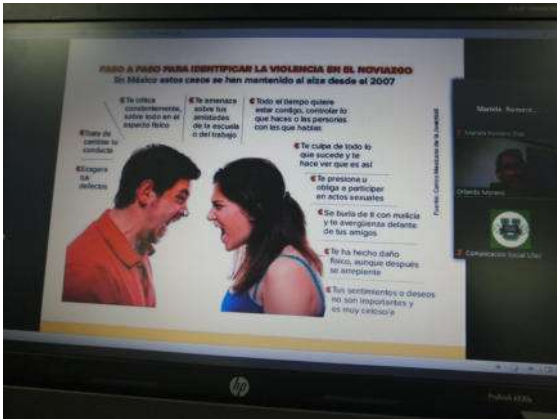 PASO A PASO PARA IDENTIFICAR LA VIOLENCIA EN EL NOVIAZGO
En México estos casos se han mantenido al alza desde el 2007
Te critica
constantemente,
sobre todo en el
aspecto físico
Te amenaza
sobre tus
amistades
de la escuela
o del trabajo
Todo el tiempo quiere
estar contigo, controlar lo
que haces o las personas
con las que hablas
Trata de
cambiar tu
conducta
Exagera
tus
defectos
Te culpa de todo lo
que sucede y te
hace ver que es así
Te presiona u
obliga a participar
en actos sexuales
Se burla de ti con malicia
y te avergüenza delante
de tus amigos
Te ha hecho daño
físico, aunque después
se arrepiente
Tus sentimientos o deseos
no son importantes y
es muy celoso/a
Mariela Romero...
Orlando Moreno
Comunicación Social
hp
ProBook